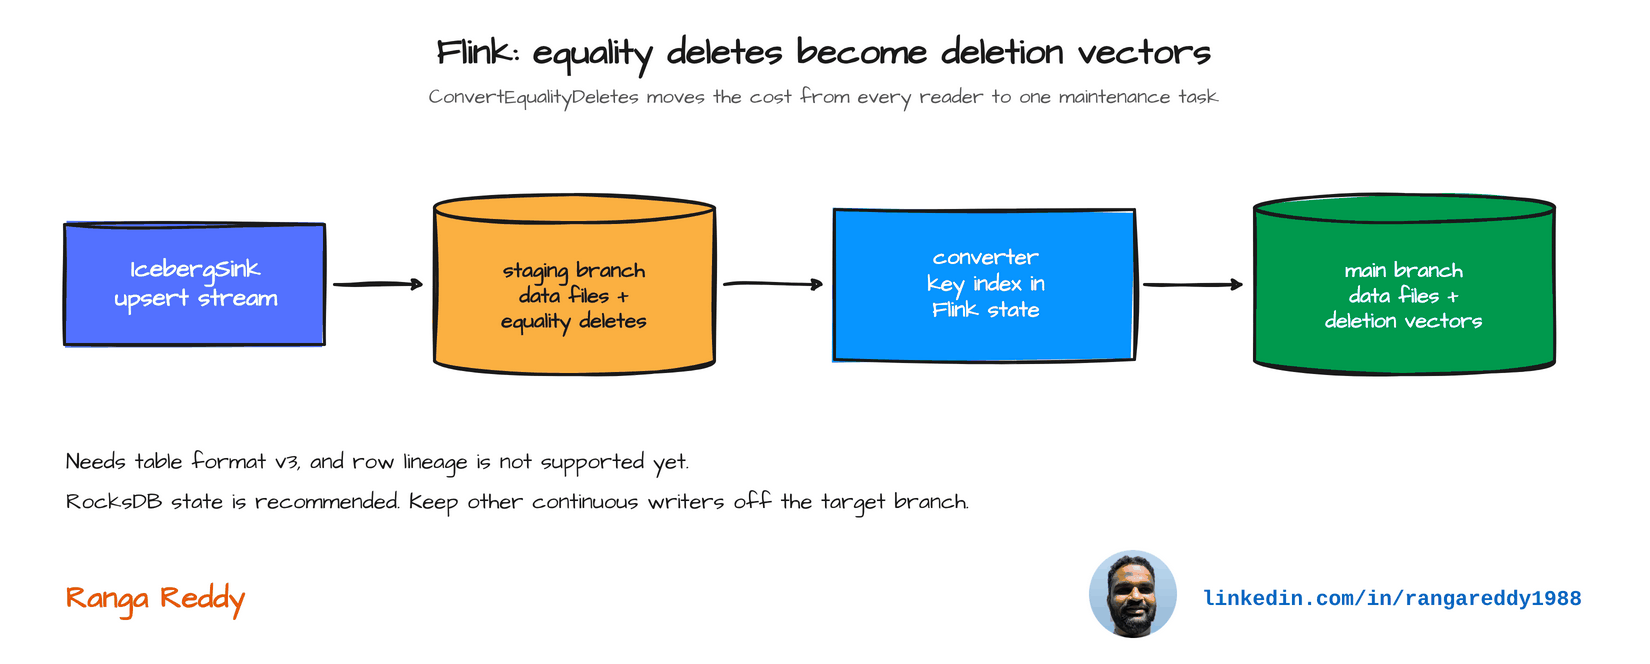 Flink: equality deletes become deletion vectors
ConvertEqualityDeletes moves the cost from every reader to one maintenance task
IcebergSink
upsert stream
staging branch
data files +
equality deletes
converter
key index in
Flink state
main branch
data files +
deletion vectors
Needs table format v3, and row lineage is not supported yet.
RocksDB state is recommended. Keep other continuous writers off the target branch.
Ranga Reddy
linkedin.com/in/rangareddy1988